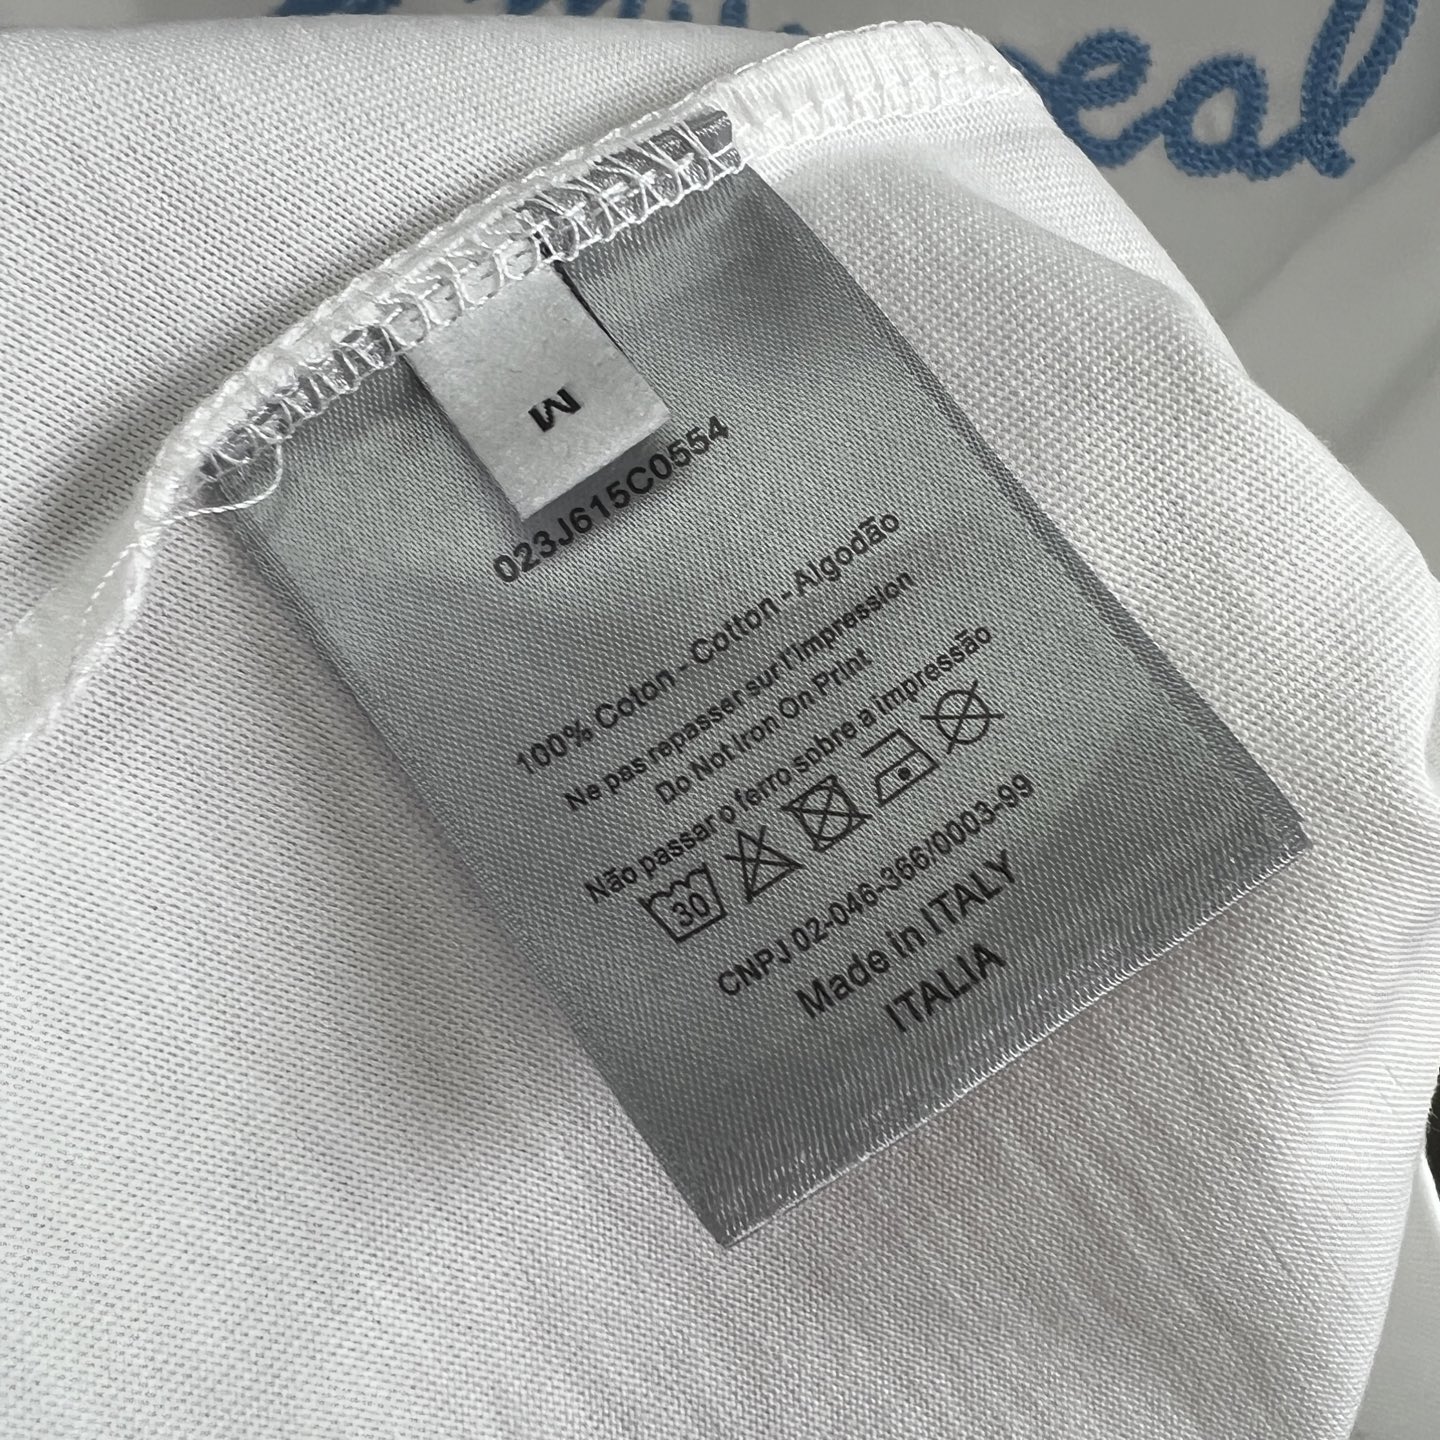 eal
M
023J615C0554
100% Coton - Cotton - Algodão
Ne pas repasser sur l'impression
Do Not Iron On Print
Não passar o ferro sobre a impressão
30
CNPJ 02-046-366/0003-99
Made in ITALY
ITALIA